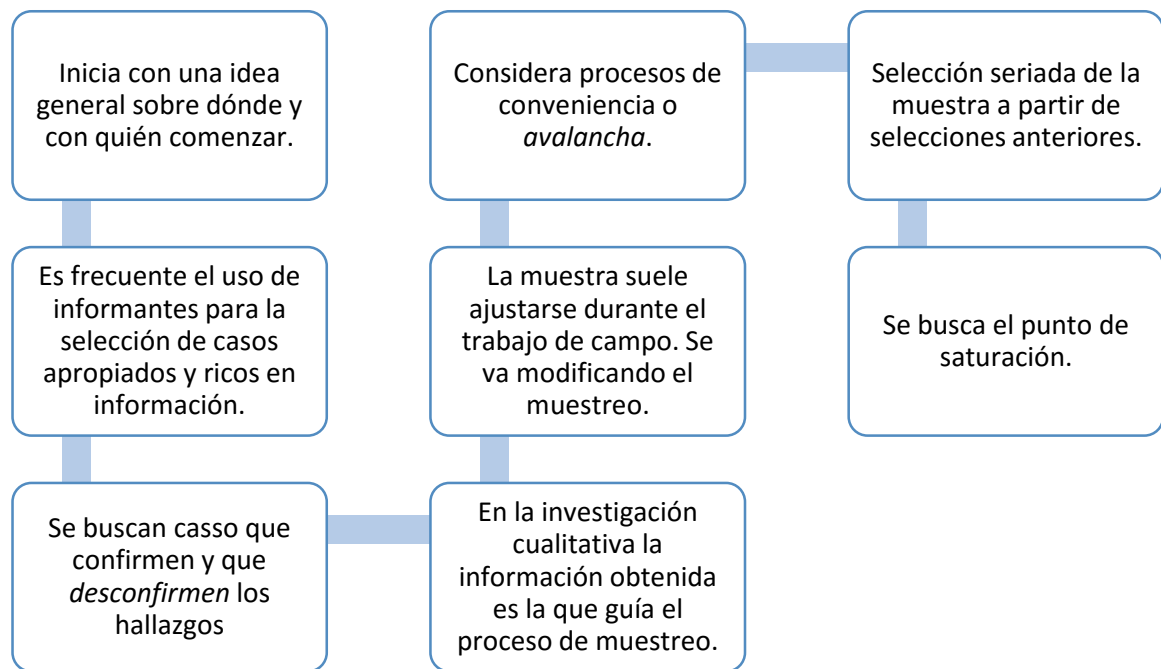 Inicia con una idea
general sobre dónde y
con quién comenzar.
Es frecuente el uso de
informantes para la
selección de casos
apropiados y ricos en
información.
Se buscan casso que
confirmen y que
desconfirmen los
hallazgos
En la investigación
cualitativa la
información obtenida
es la que guía el
proceso de muestreo.
La muestra suele
ajustarse durante el
trabajo de campo. Se
va modificando el
muestreo.
Considera procesos de
conveniencia o
avalancha.
Selección seriada de la
muestra a partir de
selecciones anteriores.
Se busca el punto de
saturación.